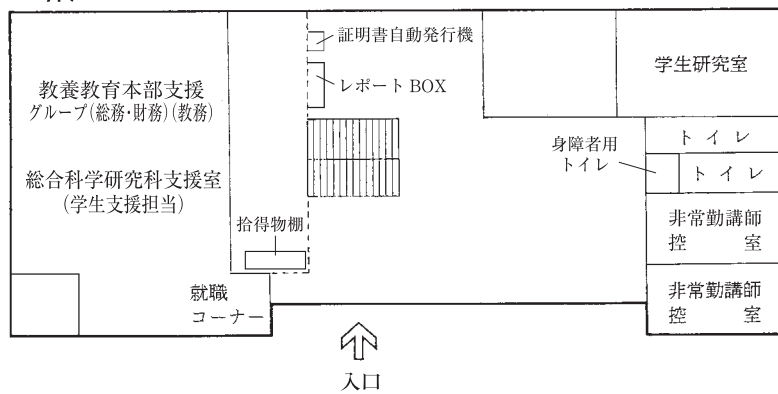 証明書自動発行機
レポート BOX
教養教育本部支援
グループ(総務・財務)(教務)
総合科学研究科支援室
(学生支援担当)
学生研究室
トイレ
身障者用
トイレ
トイレ
拾得物棚
非常勤講師
控 室
就職
コーナー
非常勤講師
控 室
入口